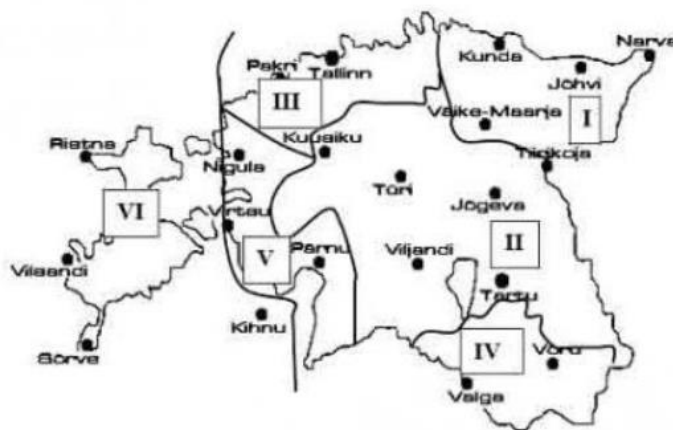 Narva
Kunda
Pakri
Tallinn
Jõhvi
III
Väike-Maarja
I
Kuusiku
Ristna
Nigula
Tiirikoja
Türi
VI
Jõgeva
Virtsu
II
V
Pärnu
Viljandi
Vilsandi
Tartu
Kihnu
IV
Sõrve
Võru
Valga